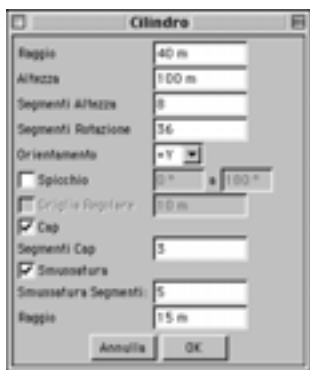 Cilindro
Raggio 40 m
Altezza 100 m
Segmenti Altezza 8
Segmenti Rotazione 36
Orientamento +Y
Spicchio 0° a 180°
Griglia Regolare 10 m
Cap
Segmenti Cap 3
Smussatura
Smussatura Segmenti: 5
Raggio 15 m
Annulla OK